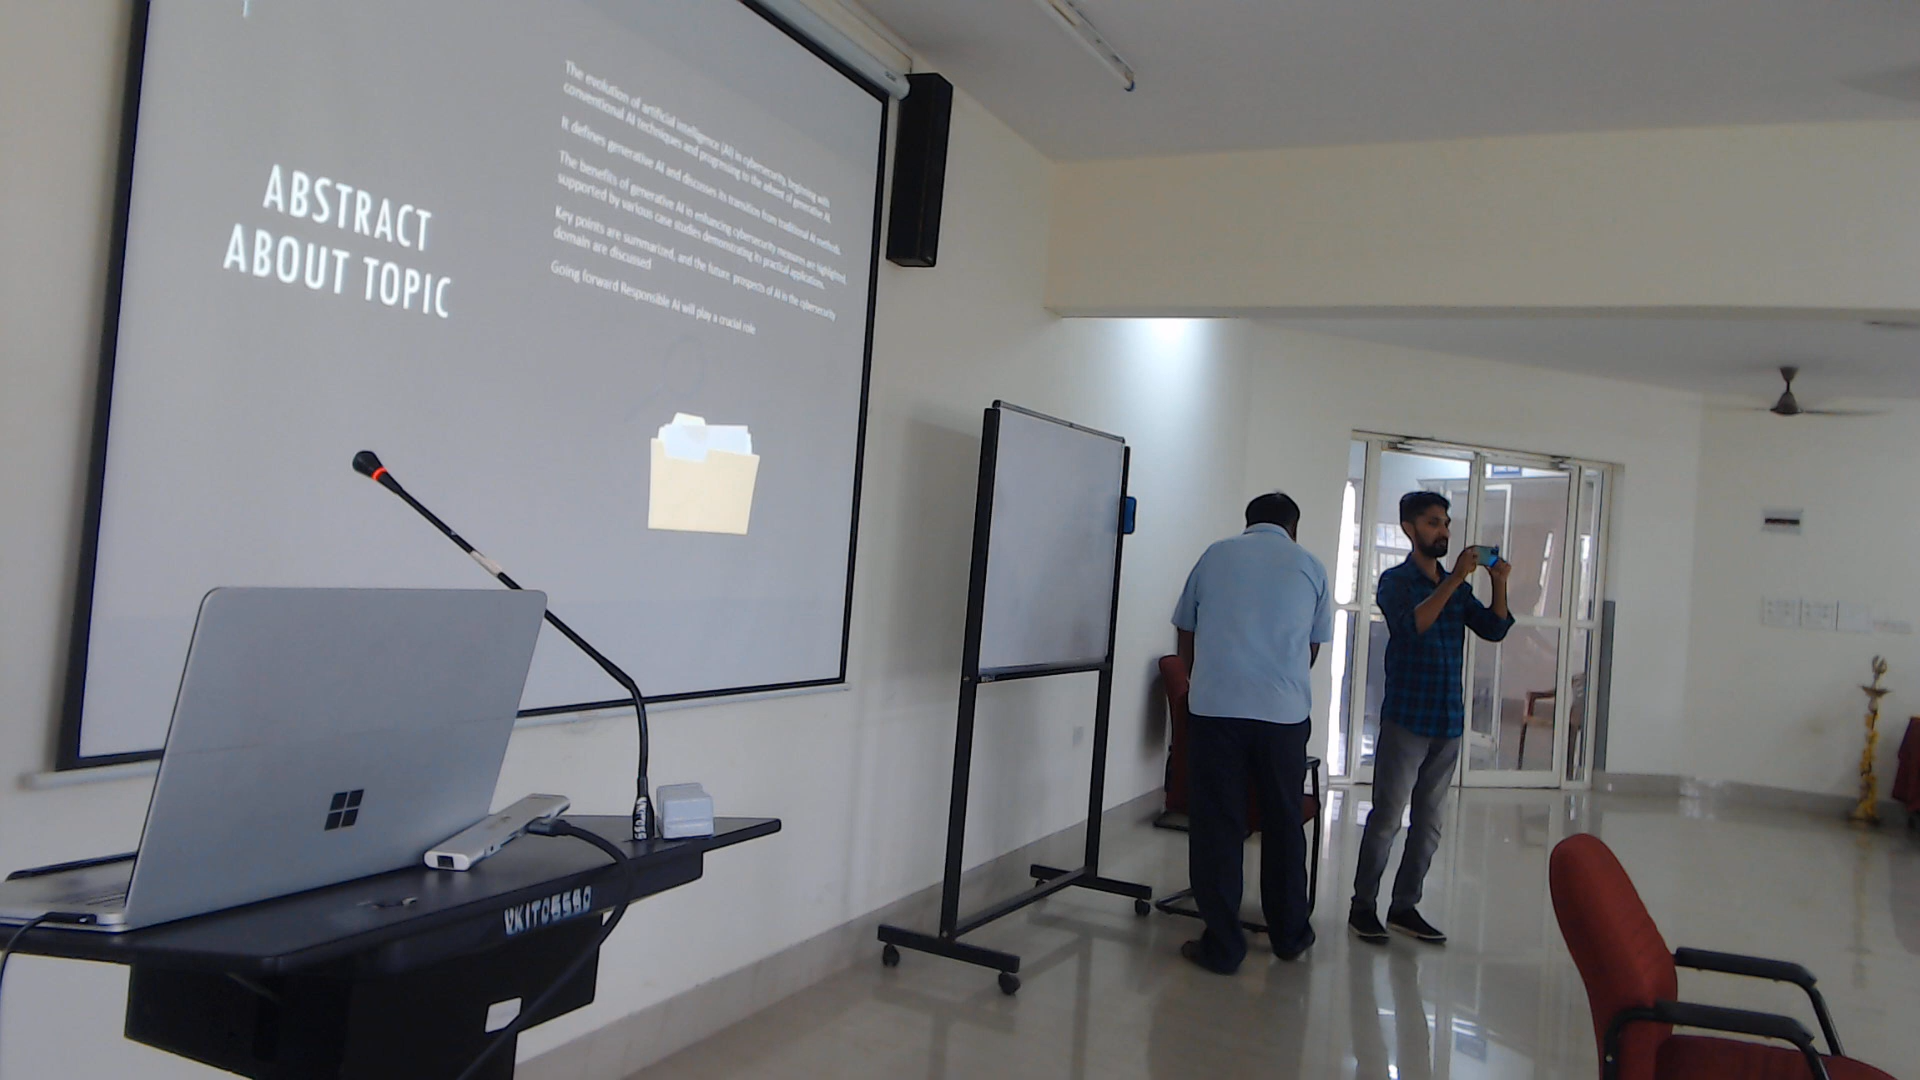 ABSTRACT
ABOUT TOPIC
The evolution of artificial intelligence (AI) in cybersecurity, beginning with
conventional AI techniques and progressing to the advent of generative AI.
It defines generative AI and discusses its transition from traditional AI methods
The benefits of generative AI in enhancing cybersecurity measures are highlighted,
supported by various case studies demonstrating its practical applications.
Key points are summarized, and the future prospects of AI in the cybersecurity
domain are discussed
Going forward Responsible AI will play a crucial role